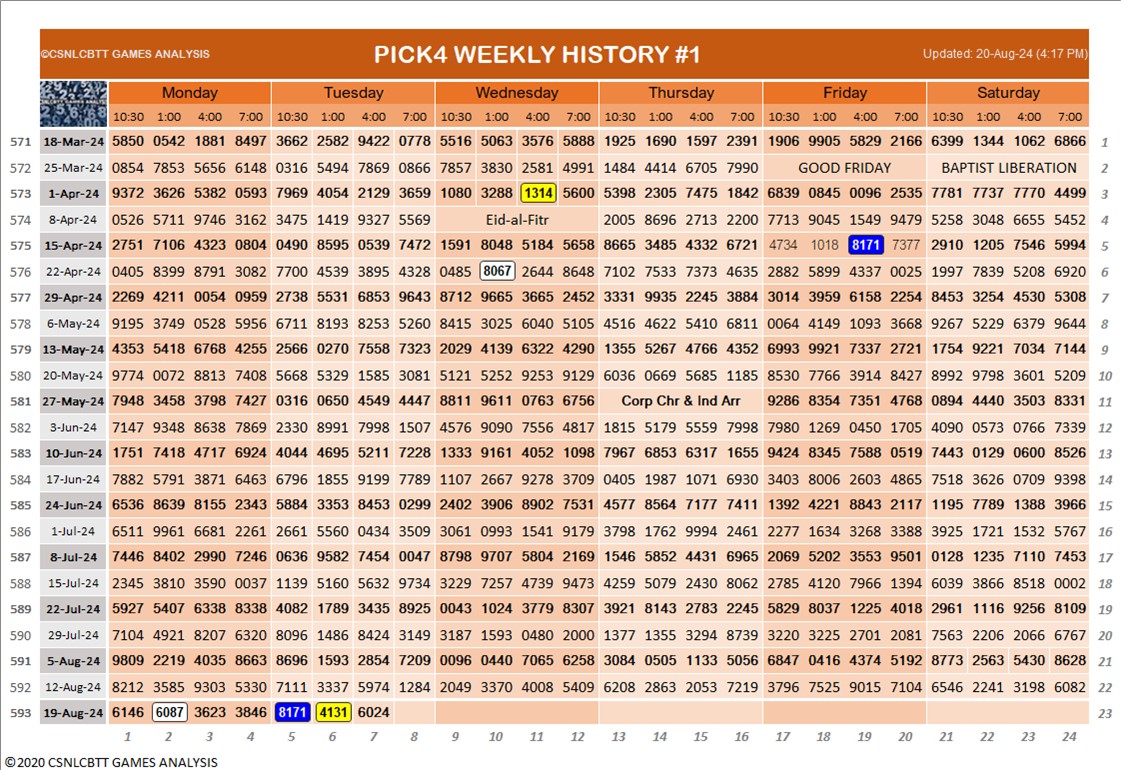 ©CSNLCBTT GAMES ANALYSIS PICK4 WEEKLY HISTORY #1 Updated: 20-Aug-24 (4:17 PM)
Monday Tuesday Wednesday Thursday Friday Saturday
10:30 1:00 4:00 7:00 10:30 1:00 4:00 7:00 10:30 1:00 4:00 7:00 10:30 1:00 4:00 7:00 10:30 1:00 4:00 7:00 10:30 1:00 4:00 7:00
571 18-Mar-24 5850 0542 1881 8497 3662 2582 9422 0778 5516 5063 3576 5888 1925 1690 1597 2391 1906 9905 5829 2166 6399 1344 1062 6866 1
572 25-Mar-24 0854 7853 5656 6148 0316 5494 7869 0866 7857 3830 2581 4991 1484 4414 6705 7990 GOOD FRIDAY BAPTIST LIBERATION 2
573 1-Apr-24 9372 3626 5382 0593 7969 4054 2129 3659 1080 3288 1314 5600 5398 2305 7475 1842 6839 0845 0096 2535 7781 7737 7770 4499 3
574 8-Apr-24 0526 5711 9746 3162 3475 1419 9327 5569 Eid-al-Fitr 2005 8696 2713 2200 7713 9045 1549 9479 5258 3048 6655 5452 4
575 15-Apr-24 2751 7106 4323 0804 0490 8595 0539 7472 1591 8048 5184 5658 8665 3485 4332 6721 4734 1018 8171 7377 2910 1205 7546 5994 5
576 22-Apr-24 0405 8399 8791 3082 7700 4539 3895 4328 0485 8067 2644 8648 7102 7533 7373 4635 2882 5899 4337 0025 1997 7839 5208 6920 6
577 29-Apr-24 2269 4211 0054 0959 2738 5531 6853 9643 8712 9665 3665 2452 3331 9935 2245 3884 3014 3959 6158 2254 8453 3254 4530 5308 7
578 6-May-24 9195 3749 0528 5956 6711 8193 8253 5260 8415 3025 6040 5105 4516 4622 5410 6811 0064 4149 1093 3668 9267 5229 6379 9644 8
579 13-May-24 4353 5418 6768 4255 2566 0270 7558 7323 2029 4139 6322 4290 1355 5267 4766 4352 6993 9921 7337 2721 1754 9221 7034 7144 9
580 20-May-24 9774 0072 8813 7408 5668 5329 1585 3081 5121 5252 9253 9129 6036 0669 5685 1185 8530 7766 3914 8427 8992 9798 3601 5209 10
581 27-May-24 7948 3458 3798 7427 0316 0650 4549 4447 8811 9611 0763 6756 Corp Chr & Ind Arr 9286 8354 7351 4768 0894 4440 3503 8331 11
582 3-Jun-24 7147 9348 8638 7869 2330 8991 7998 1507 4576 9090 7556 4817 1815 5179 5559 7998 7980 1269 0450 1705 4090 0573 0766 7339 12
583 10-Jun-24 1751 7418 4717 6924 4044 4695 5211 7228 1333 9161 4052 1098 7967 6853 6317 1655 9424 8345 7588 0519 7443 0129 0600 8526 13
584 17-Jun-24 7882 5791 3871 6463 6796 1855 9199 7789 1107 2667 9278 3709 0405 1987 1071 6930 3403 8006 2603 4865 7518 3626 0709 9398 14
585 24-Jun-24 6536 8639 8155 2343 5884 3353 8453 0299 2402 3906 8902 7531 4577 8564 7177 7411 1392 4221 8843 2117 1195 7789 1388 3966 15
586 1-Jul-24 6511 9961 6681 2261 2661 5560 0434 3509 3061 0993 1541 9179 3798 1762 9994 2461 2277 1634 3268 3388 3925 1721 1532 5767 16
587 8-Jul-24 7446 8402 2990 7246 0636 9582 7454 0047 8798 9707 5804 2169 1546 5852 4431 6965 2069 5202 3553 9501 0128 1235 7110 7453 17
588 15-Jul-24 2345 3810 3590 0037 1139 5160 5632 9734 3229 7257 4739 9473 4259 5079 2430 8062 2785 4120 7966 1394 6039 3866 8518 0002 18
589 22-Jul-24 5927 5407 6338 8338 4082 1789 3435 8925 0043 1024 3779 8307 3921 8143 2783 2245 5829 8037 1225 4018 2961 1116 9256 8109 19
590 29-Jul-24 7104 4921 8207 6320 8096 1486 8424 3149 3187 1593 0480 2000 1377 1355 3294 8739 3220 3225 2701 2081 7563 2206 2066 6767 20
591 5-Aug-24 9809 2219 4035 8663 8696 1593 2854 7209 0096 0440 7065 6258 3084 0505 1133 5056 6847 0416 4374 5192 8773 2563 5430 8628 21
592 12-Aug-24 8212 3585 9303 5330 7111 3337 5974 1284 2049 3370 4008 5409 6208 2863 2053 7219 3796 7525 9015 7104 6546 2241 3198 6082 22
593 19-Aug-24 6146 6087 3623 3846 8171 4131 6024 23
1 2 3 4 5 6 7 8 9 10 11 12 13 14 15 16 17 18 19 20 21 22 23 24
©2020 CSNLCBTT GAMES ANALYSIS